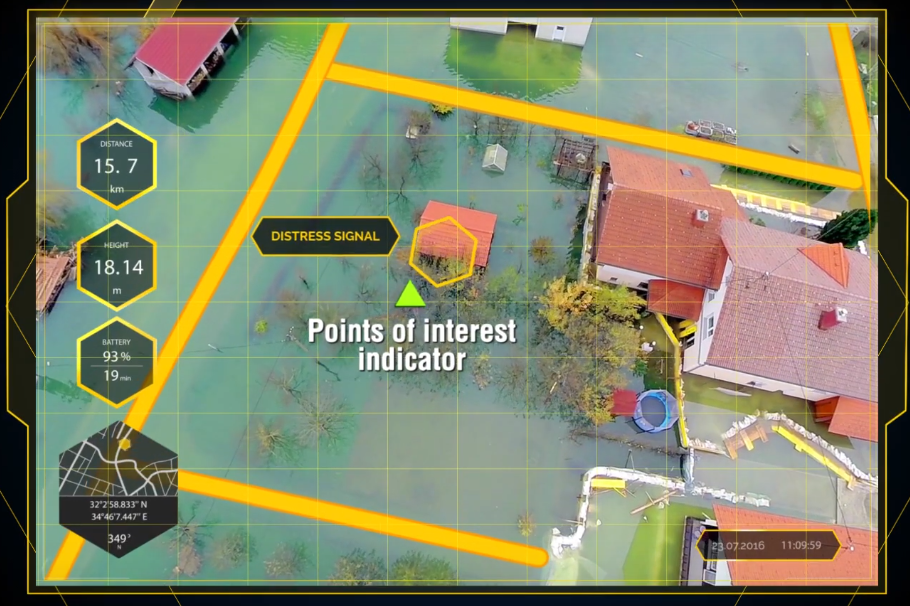 DISTANCE
15. 7
km
HEIGHT
18.14
m
BATTERY
93 %
19 min
DISTRESS SIGNAL
Points of interest
indicator
32°2'58.833" N
34°46'7.447" E
349°
N
23.07.2016 11:09:59